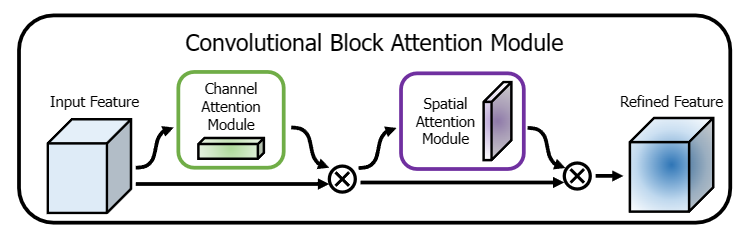 Convolutional Block Attention Module
Input Feature
Channel
Attention
Module
Spatial
Attention
Module
Refined Feature